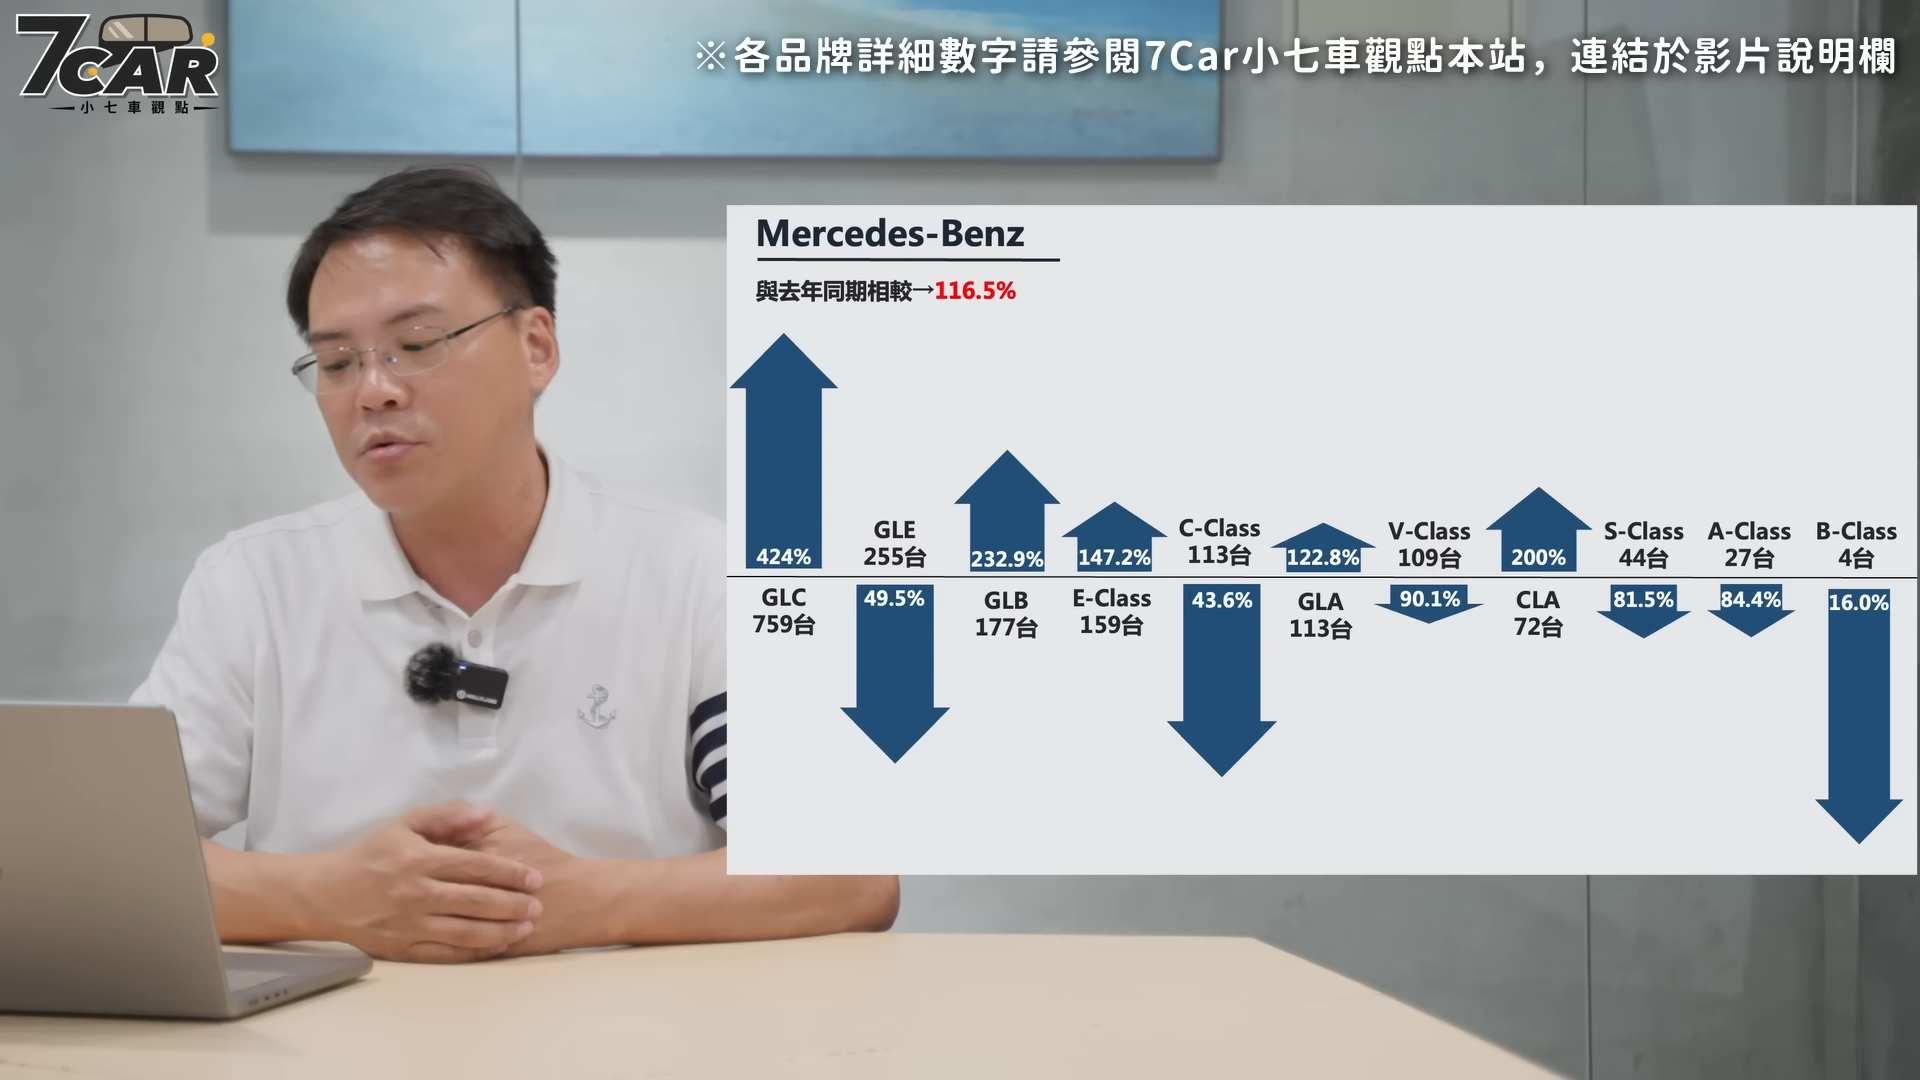 7CAR
小七車觀點
※各品牌詳細數字請參閱7Car小七車觀點本站，連結於影片說明欄
Mercedes-Benz
與去年同期相較→116.5%
424%
GLC
759台
GLE
255台
49.5%
232.9%
GLB
177台
147.2%
E-Class
159台
C-Class
113台
43.6%
122.8%
GLA
113台
V-Class
109台
90.1%
200%
CLA
72台
S-Class
44台
81.5%
A-Class
27台
84.4%
B-Class
4台
16.0%